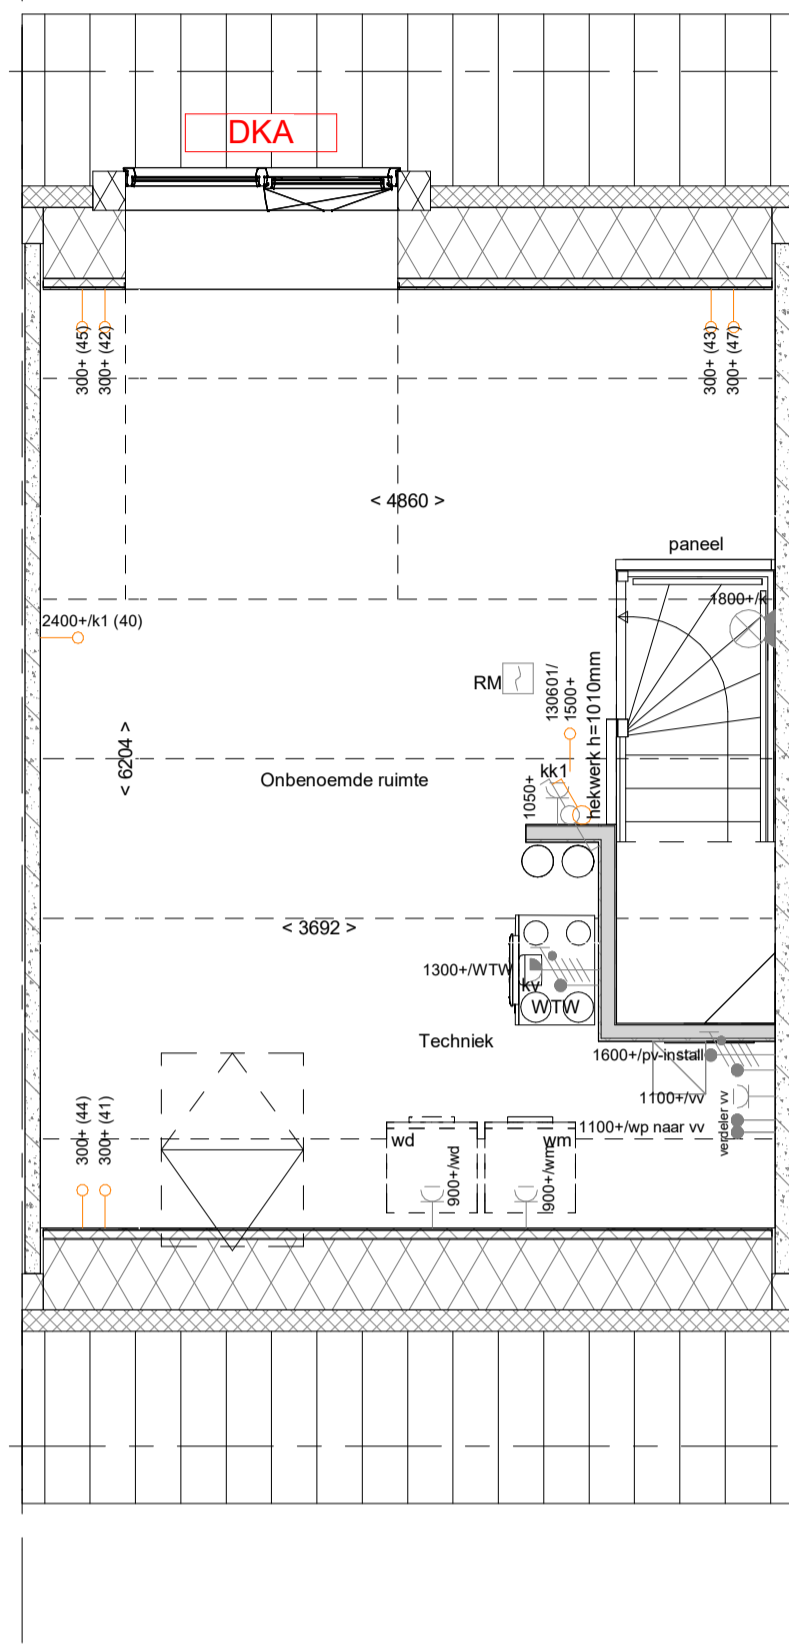 DKA
300+ (45)
300+ (42)
300+ (43)
300+ (47)
< 4860 >
paneel
1800+/k
2400+/k1 (40)
RM
130601/
1500+
hekwerk h=1010mm
< 6204 >
Onbenoemde ruimte
kk1
1050+
< 3692 >
1300+/WTW
kv
WTW
Techniek
1600+/pv-install
1100+/vv
1100+/wp naar vv
verdeler vv
300+ (44)
300+ (41)
wd
900+/wd
wm
900+/wm